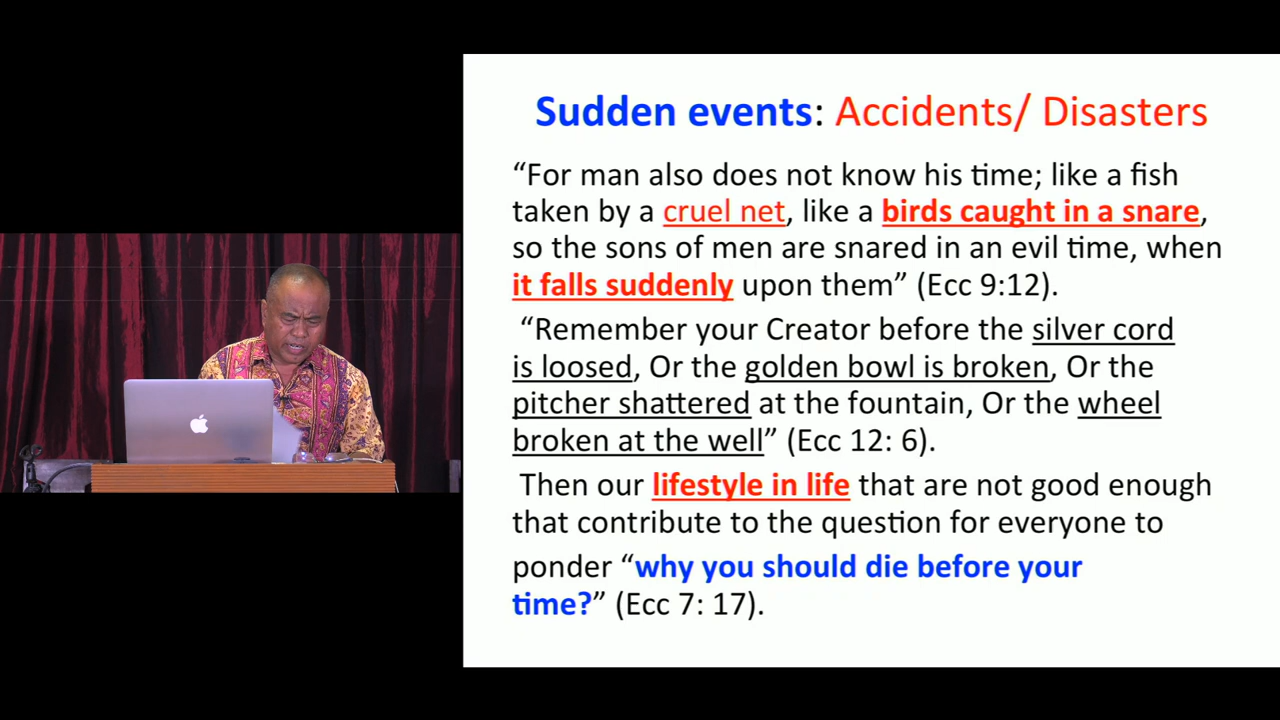 Sudden events: Accidents/ Disasters
“For man also does not know his time; like a fish
taken by a cruel net, like a birds caught in a snare,
so the sons of men are snared in an evil time, when
it falls suddenly upon them” (Ecc 9:12).
“Remember your Creator before the silver cord
is loosed, Or the golden bowl is broken, Or the
pitcher shattered at the fountain, Or the wheel
broken at the well” (Ecc 12: 6).
Then our lifestyle in life that are not good enough
that contribute to the question for everyone to
ponder “why you should die before your
time?” (Ecc 7: 17).